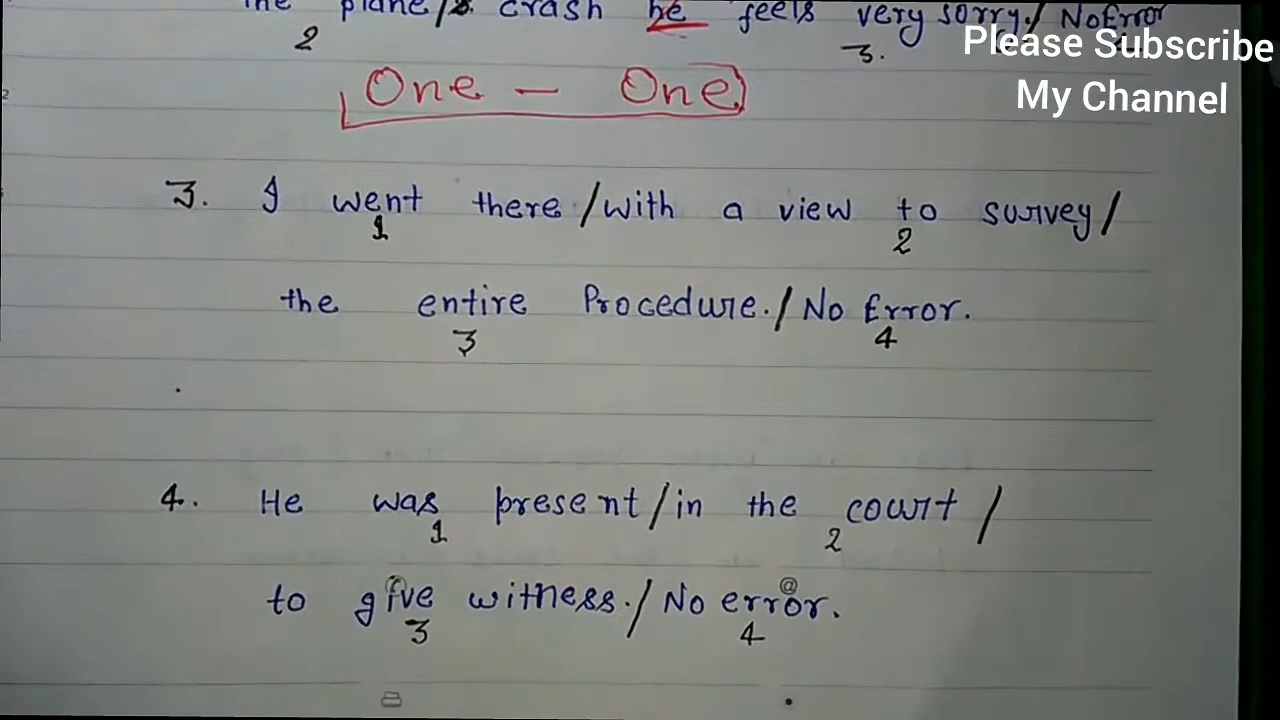 the plane/s crash he feels very sorry./ No Error
2 3.
Please Subscribe
My Channel
One - One
3. I went there /with a view to survey/
1 2
the entire Procedure./ No Error.
3 4
4. He was present/in the court /
1 2
to give witness./ No error.
3 4